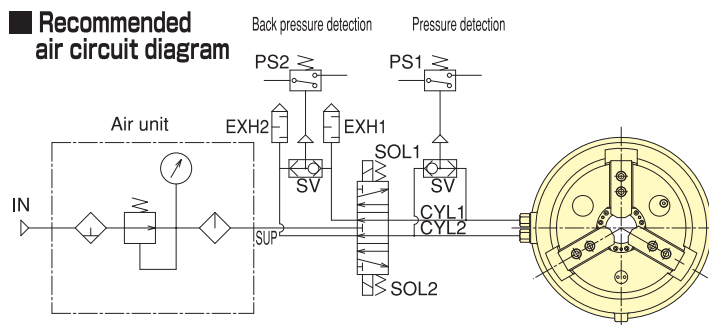 Recommended
air circuit diagram
Back pressure detection
Pressure detection
PS2
PS1
Air unit
EXH2
EXH1
SOL1
SV
SV
IN
CYL1
CYL2
SUP
SOL2